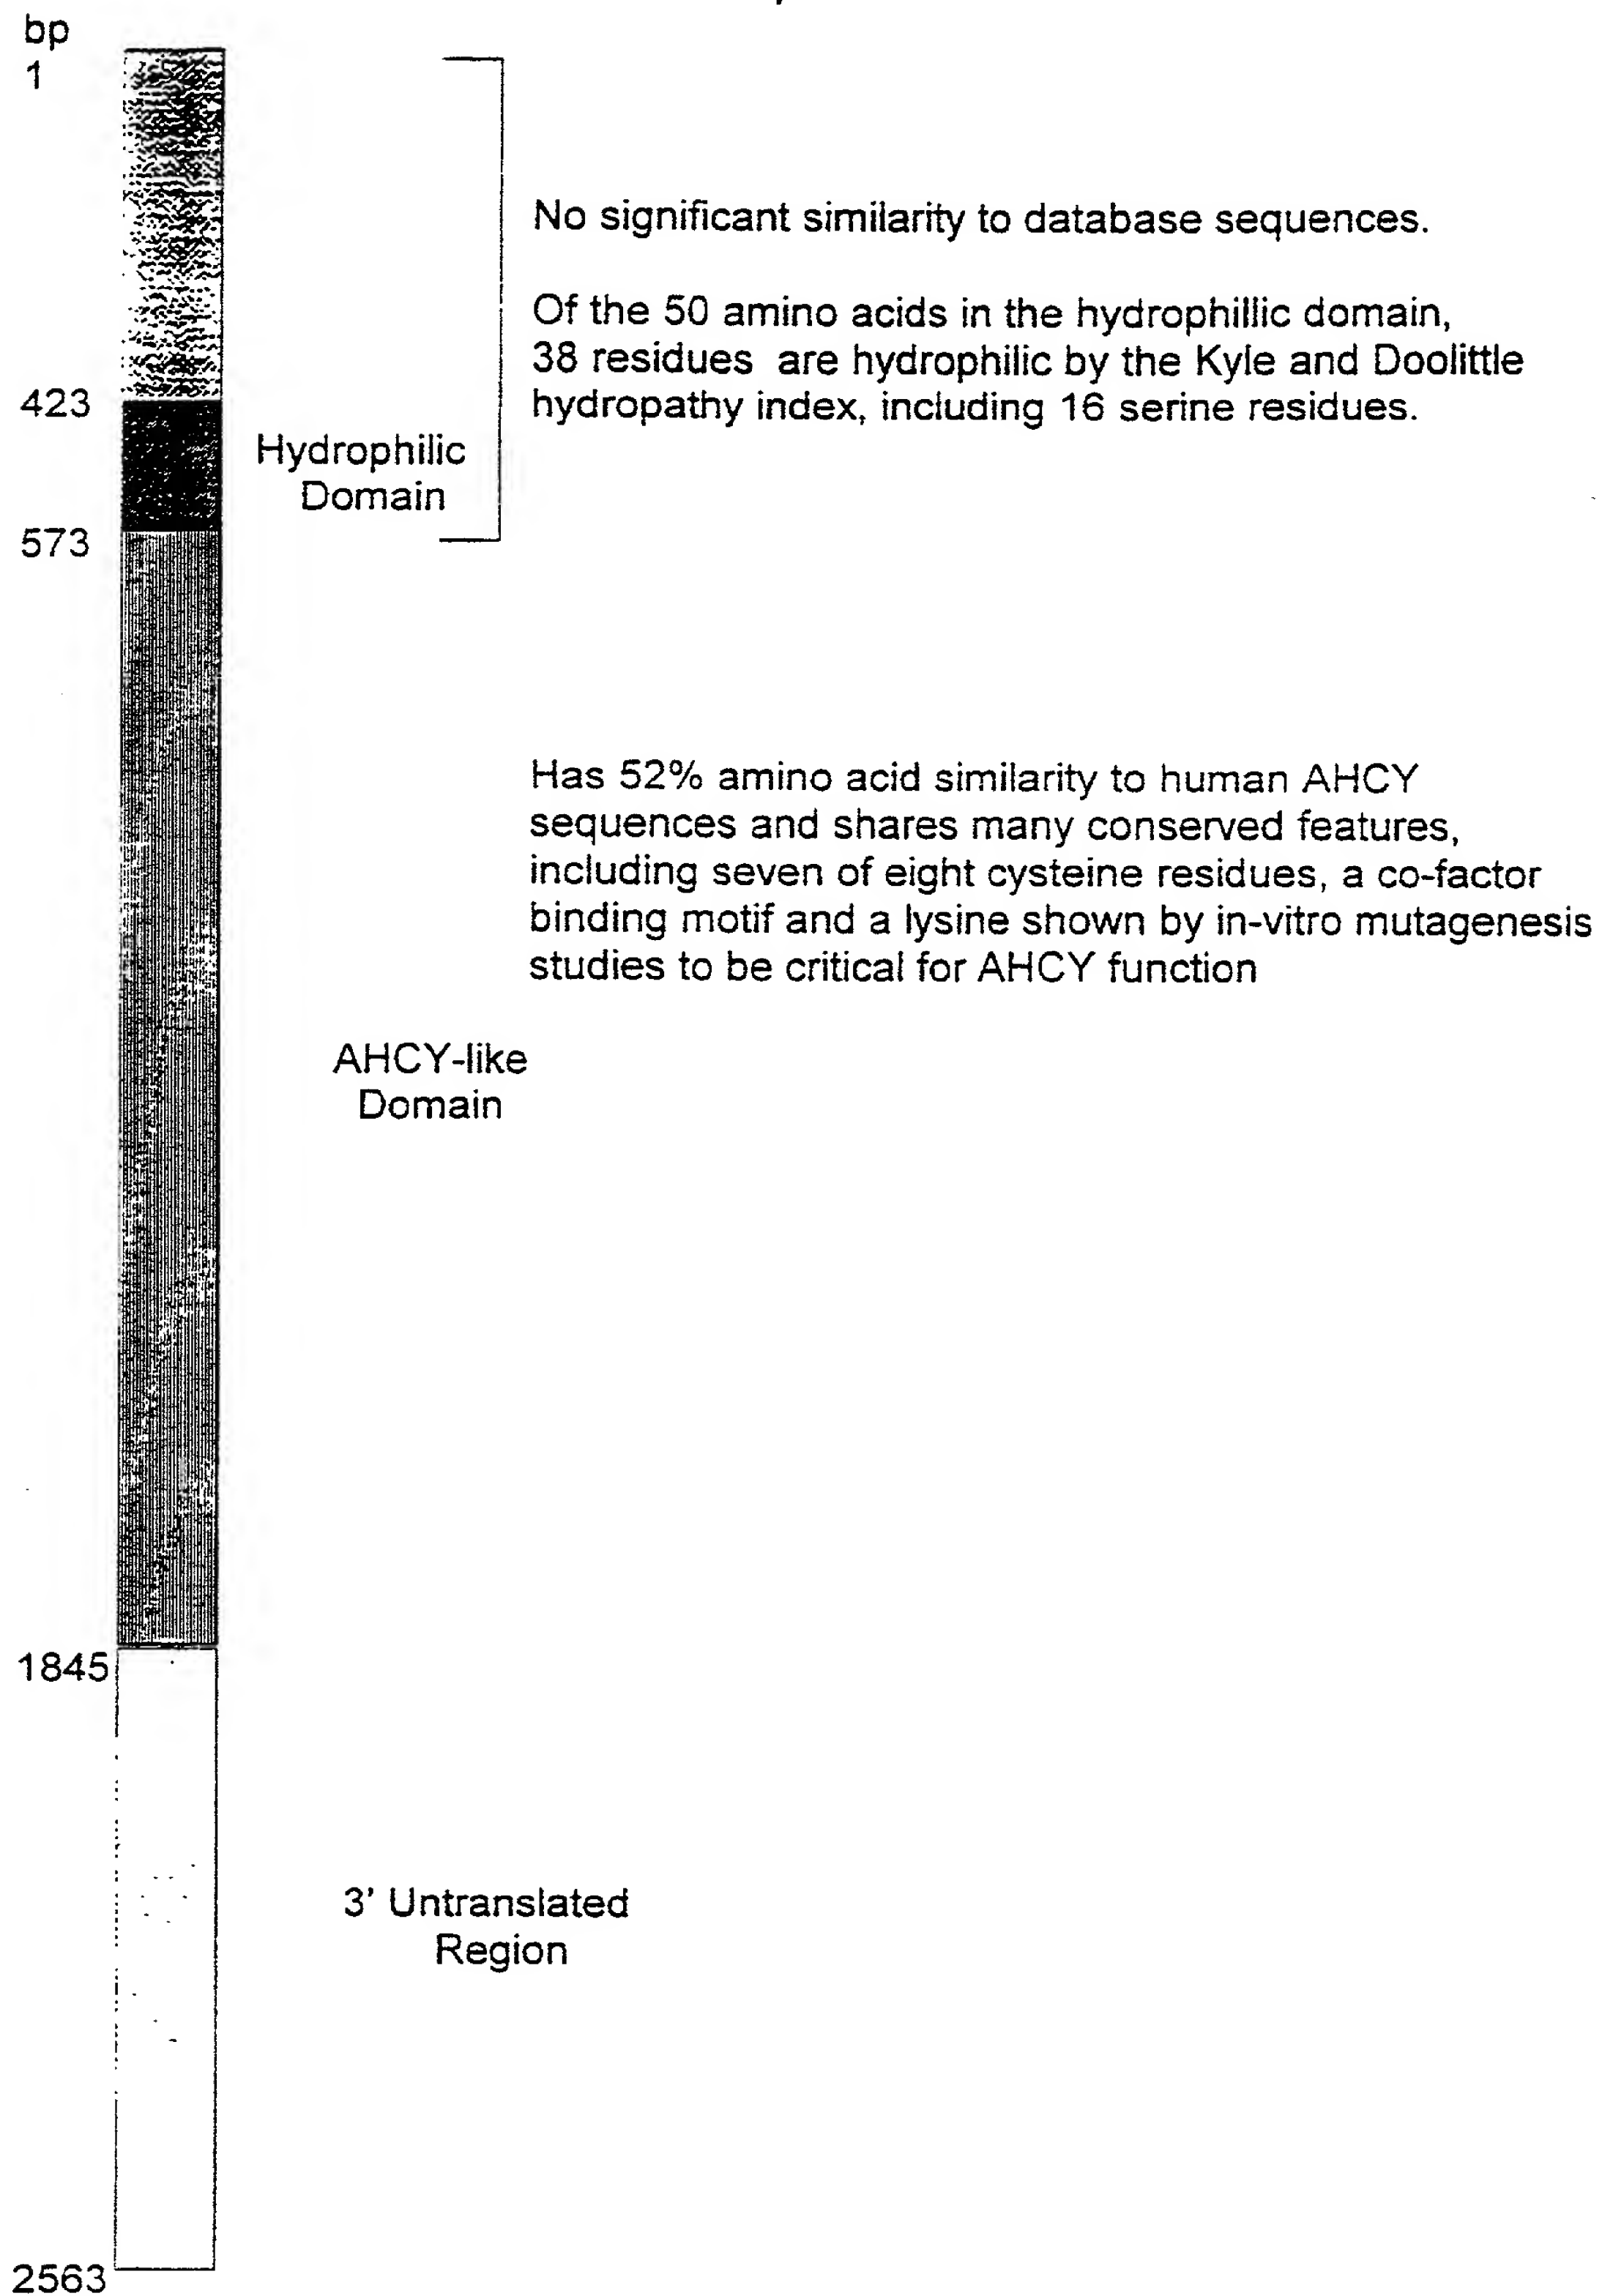 bp
1
No significant similarity to database sequences.
Of the 50 amino acids in the hydrophillic domain,
38 residues are hydrophilic by the Kyle and Doolittle
hydropathy index, including 16 serine residues.
423
Hydrophilic
Domain
573
Has 52% amino acid similarity to human AHCY
sequences and shares many conserved features,
including seven of eight cysteine residues, a co-factor
binding motif and a lysine shown by in-vitro mutagenesis
studies to be critical for AHCY function
AHCY-like
Domain
1845
3' Untranslated
Region
2563